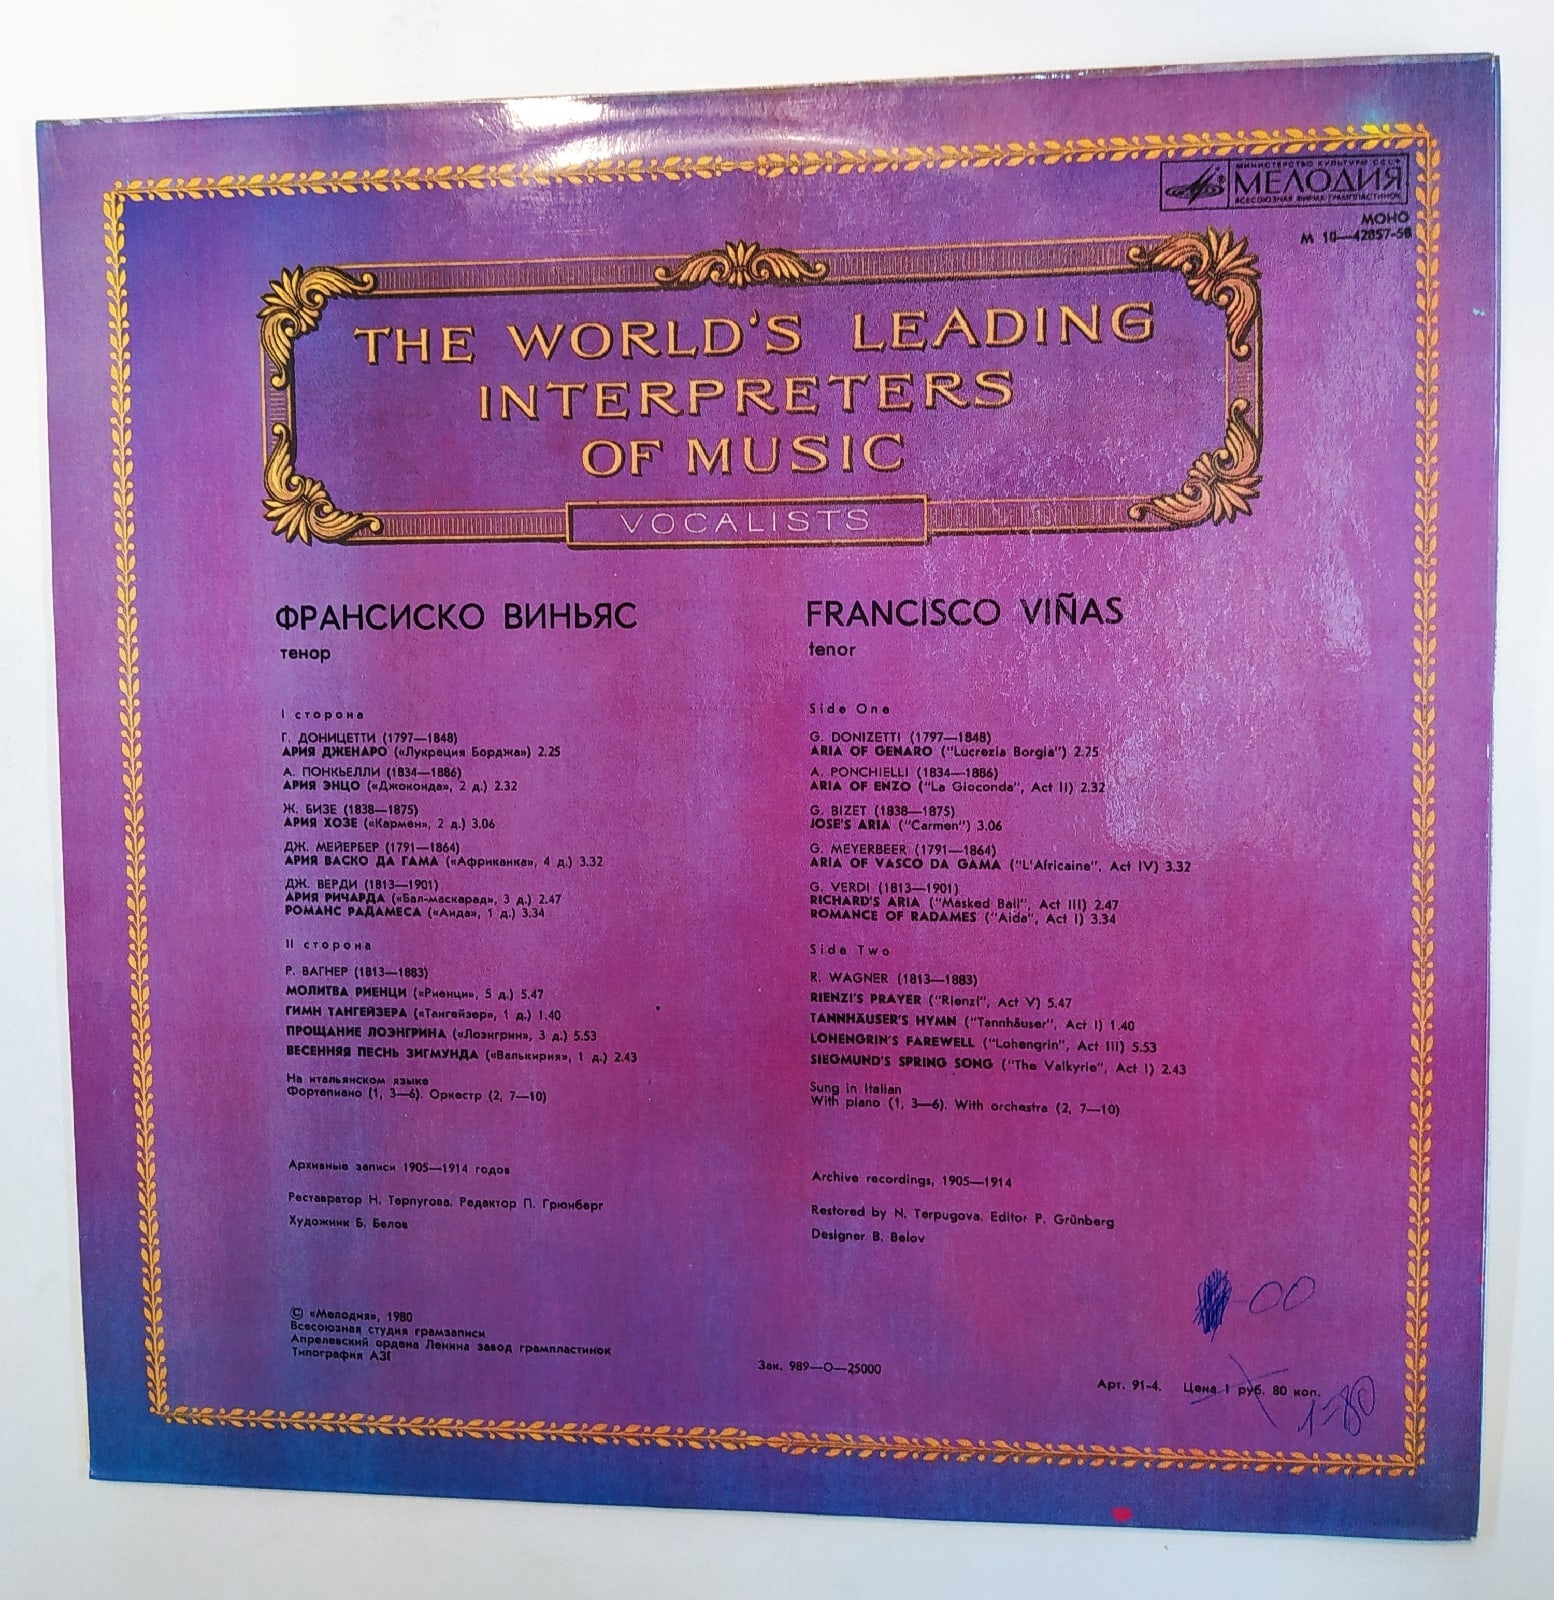 МИНИСТЕРСТВО КУЛЬТУРЫ СССР
МЕЛОДИЯ
ВСЕСОЮЗНАЯ ФИРМА ГРАМПЛАСТИНОК
МОНО
М 10—42857-58
THE WORLD'S LEADING
INTERPRETERS
OF MUSIC
VOCALISTS
ФРАНСИСКО ВИНЬЯС
тенор
I сторона
Г. ДОНИЦЕТТИ (1797—1848)
АРИЯ ДЖЕНАРО («Лукреция Борджа») 2.25
А. ПОНКЬЕЛЛИ (1834—1886)
АРИЯ ЭНЦО («Джоконда», 2 д.) 2.32
Ж. БИЗЕ (1838—1875)
АРИЯ ХОЗЕ («Кармен», 2 д.) 3.06
ДЖ. МЕЙЕРБЕР (1791—1864)
АРИЯ ВАСКО ДА ГАМА («Африканка», 4 д.) 3.32
ДЖ. ВЕРДИ (1813—1901)
АРИЯ РИЧАРДА («Бал-маскарад», 3 д.) 2.47
РОМАНС РАДАМЕСА («Аида», 1 д.) 3.34
II сторона
Р. ВАГНЕР (1813—1883)
МОЛИТВА РИЕНЦИ («Риенци», 5 д.) 5.47
ГИМН ТАНГЕЙЗЕРА («Тангейзер», 1 д.) 1.40
ПРОЩАНИЕ ЛОЭНГРИНА («Лоэнгрин», 3 д.) 5.53
ВЕСЕННЯЯ ПЕСНЬ ЗИГМУНДА («Валькирия», 1 д.) 2.43
На итальянском языке
Фортепиано (1, 3—6). Оркестр (2, 7—10)
Архивные записи 1905—1914 годов
Реставратор Н. Терпугова. Редактор П. Грюнберг
Художник Б. Белов
© «Мелодия», 1980
Всесоюзная студия грамзаписи
Апрелевский ордена Ленина завод грампластинок
Типография АЗГ
FRANCISCO VIÑAS
tenor
Side One
G. DONIZETTI (1797—1848)
ARIA OF GENARO ("Lucrezia Borgia") 2.25
A. PONCHIELLI (1834—1886)
ARIA OF ENZO ("La Gioconda", Act II) 2.32
G. BIZET (1838—1875)
JOSE'S ARIA ("Carmen") 3.06
G. MEYERBEER (1791—1864)
ARIA OF VASCO DA GAMA ("L'Africaine", Act IV) 3.32
G. VERDI (1813—1901)
RICHARD'S ARIA ("Masked Ball", Act III) 2.47
ROMANCE OF RADAMES ("Aida", Act I) 3.34
Side Two
R. WAGNER (1813—1883)
RIENZI'S PRAYER ("Rienzi", Act V) 5.47
TANNHÄUSER'S HYMN ("Tannhäuser", Act I) 1.40
LOHENGRIN'S FAREWELL ("Lohengrin", Act III) 5.53
SIEGMUND'S SPRING SONG ("The Valkyrie", Act I) 2.43
Sung in Italian
With piano (1, 3—6). With orchestra (2, 7—10)
Archive recordings, 1905—1914
Restored by N. Terpugova. Editor P. Grünberg
Designer B. Belov
-00
Зак. 989—О—25000
Арт. 91-4. Цена 1 руб. 80 коп.
1=80